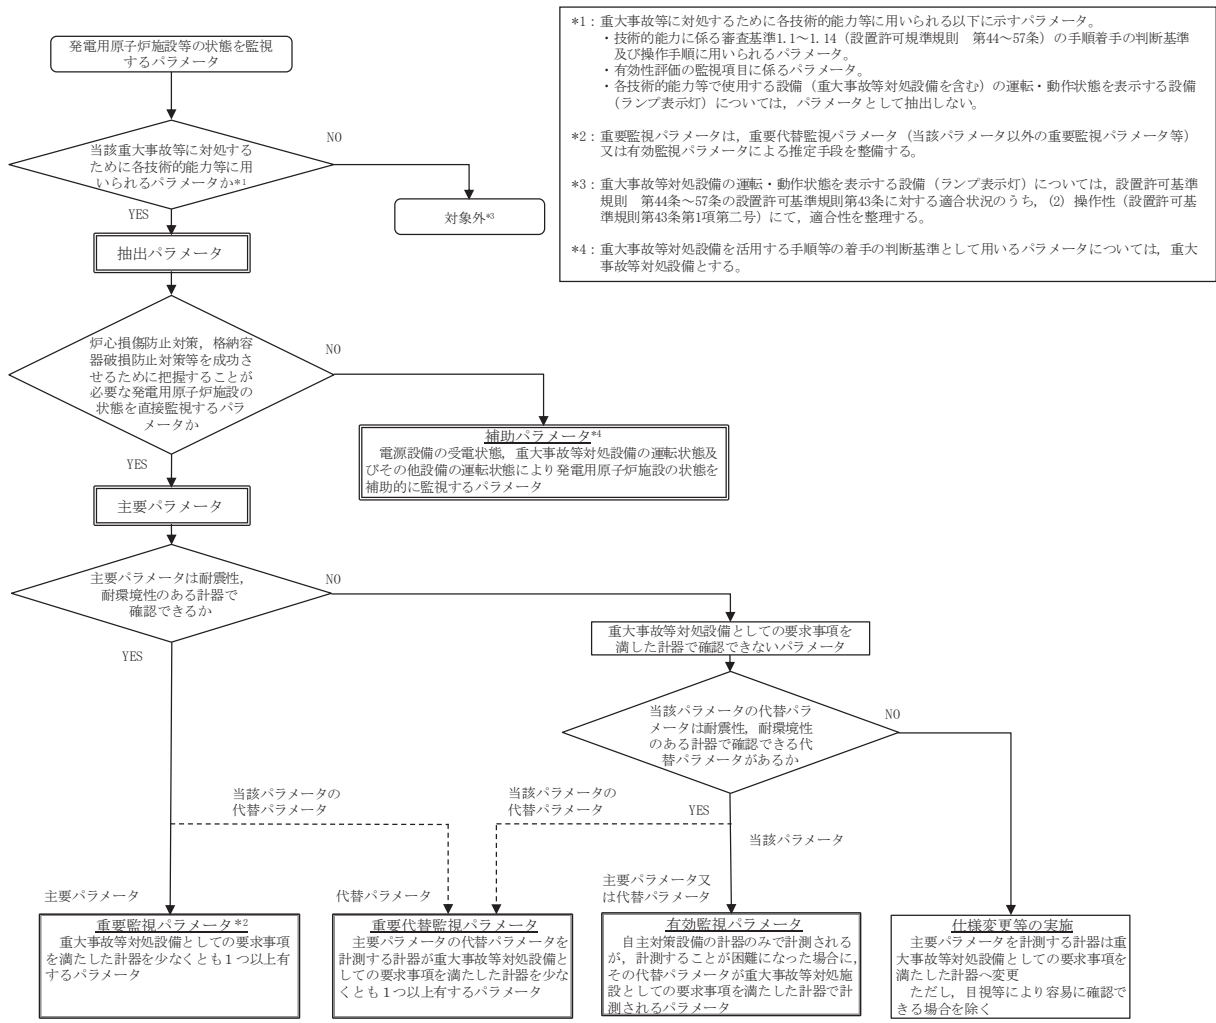 発電用原子炉施設等の状態を監視
するパラメータ
当該重大事故等に対処する
ために各技術的能力等に用
いられるパラメータか*1
NO
YES
対象外*3
抽出パラメータ
炉心損傷防止対策，格納容
器破損防止対策等を成功さ
せるために把握することが
必要な発電用原子炉施設の
状態を直接監視するパラ
メータか
NO
YES
補助パラメータ*4
電源設備の受電状態，重大事故等対処設備の運転状態及
びその他設備の運転状態により発電用原子炉施設の状態を
補助的に監視するパラメータ
主要パラメータ
主要パラメータは耐震性，
耐環境性のある計器で
確認できるか
NO
YES
重大事故等対処設備としての要求事項を
満した計器で確認できないパラメータ
当該パラメータの代替パラ
メータは耐震性，耐環境性
のある計器で確認できる代
替パラメータがあるか
NO
YES
当該パラメータの
代替パラメータ
当該パラメータの
代替パラメータ
当該パラメータ
主要パラメータ
代替パラメータ
主要パラメータ又
は代替パラメータ
重要監視パラメータ*2
重大事故等対処設備としての要求事項
を満たした計器を少なくとも１つ以上有
するパラメータ
重要代替監視パラメータ
主要パラメータの代替パラメータを
計測する計器が重大事故等対処設備と
しての要求事項を満たした計器を少な
くとも１つ以上有するパラメータ
有効監視パラメータ
自主対策設備の計器のみで計測される
が，計測することが困難になった場合に，
その代替パラメータが重大事故等対処施
設としての要求事項を満たした計器で計
測されるパラメータ
仕様変更等の実施
主要パラメータを計測する計器は重
大事故等対処設備としての要求事項を
満たした計器へ変更
ただし，目視等により容易に確認で
きる場合を除く
*1：重大事故等に対処するために各技術的能力等に用いられる以下に示すパラメータ。
・技術的能力に係る審査基準1.1～1.14（設置許可規準規則　第44～57条）の手順着手の判断基準
及び操作手順に用いられるパラメータ。
・有効性評価の監視項目に係るパラメータ。
・各技術的能力等で使用する設備（重大事故等対処設備を含む）の運転・動作状態を表示する設備
（ランプ表示灯）については，パラメータとして抽出しない。
*2：重要監視パラメータは，重要代替監視パラメータ（当該パラメータ以外の重要監視パラメータ等）
又は有効監視パラメータによる推定手段を整備する。
*3：重大事故等対処設備の運転・動作状態を表示する設備（ランプ表示灯）については，設置許可基準
規則　第44条～57条の設置許可基準規則第43条に対する適合状況のうち，(2) 操作性（設置許可基
準規則第43条第1項第二号）にて，適合性を整理する。
*4：重大事故等対処設備を活用する手順等の着手の判断基準として用いるパラメータについては，重大
事故等対処設備とする。